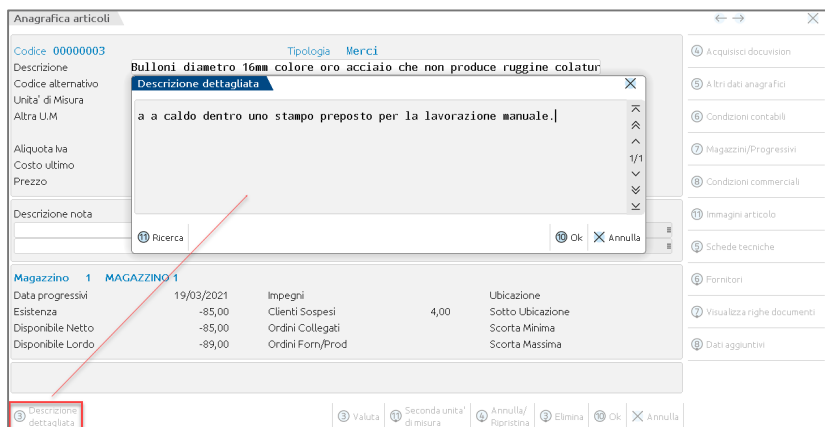 Anagrafica articoli
Codice 00000003 Tipologia Merci
Descrizione Bulloni diametro 16mm colore oro acciaio che non produce ruggine colatur
Codice alternativo
Unita' di Misura
Altra U.M
Aliquota Iva
Costo ultimo
Prezzo
Descrizione dettagliata
a a caldo dentro uno stampo preposto per la lavorazione manuale.
1/1
11 Ricerca 10 Ok Annulla
Descrizione nota
Magazzino 1 MAGAZZINO 1
Data progressivi 19/03/2021 Impegni Ubicazione
Esistenza -85,00 Clienti Sospesi 4,00 Sotto Ubicazione
Disponibile Netto -85,00 Ordini Collegati Scorta Minima
Disponibile Lordo -89,00 Ordini Forn/Prod Scorta Massima
3 Descrizione dettagliata
3 Valuta
11 Seconda unita' di misura
4 Annulla/ Ripristina
3 Elimina
10 Ok
Annulla
4 Acquisisci docuvision
5 Altri dati anagrafici
6 Condizioni contabili
7 Magazzini/Progressivi
8 Condizioni commerciali
11 Immagini articolo
5 Schede tecniche
6 Fornitori
7 Visualizza righe documenti
8 Dati aggiuntivi